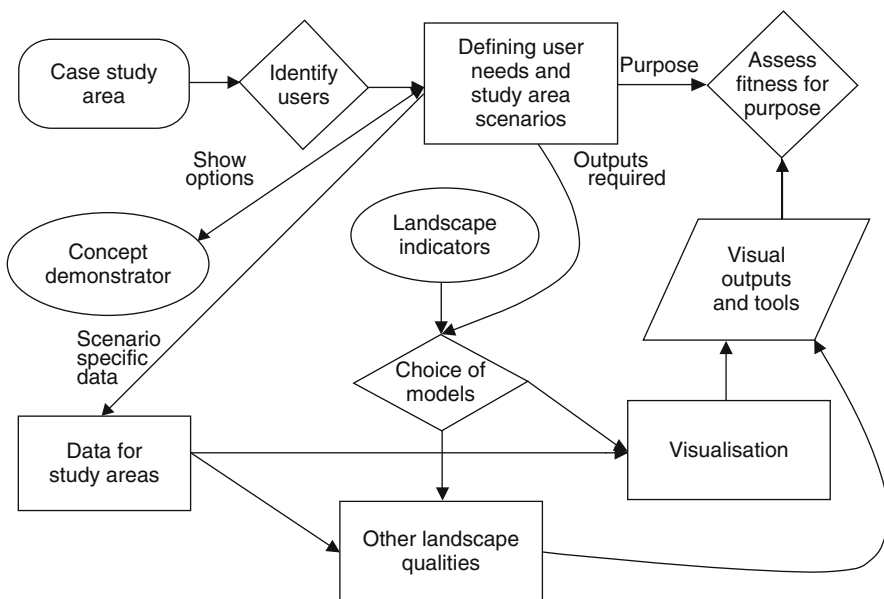 Case study
area
Identify
users
Defining user
needs and
study area
scenarios
Purpose
Assess
fitness for
purpose
Show
options
Outputs
required
Concept
demonstrator
Landscape
indicators
Visual
outputs
and tools
Scenario
specific
data
Choice of
models
Data for
study areas
Visualisation
Other landscape
qualities